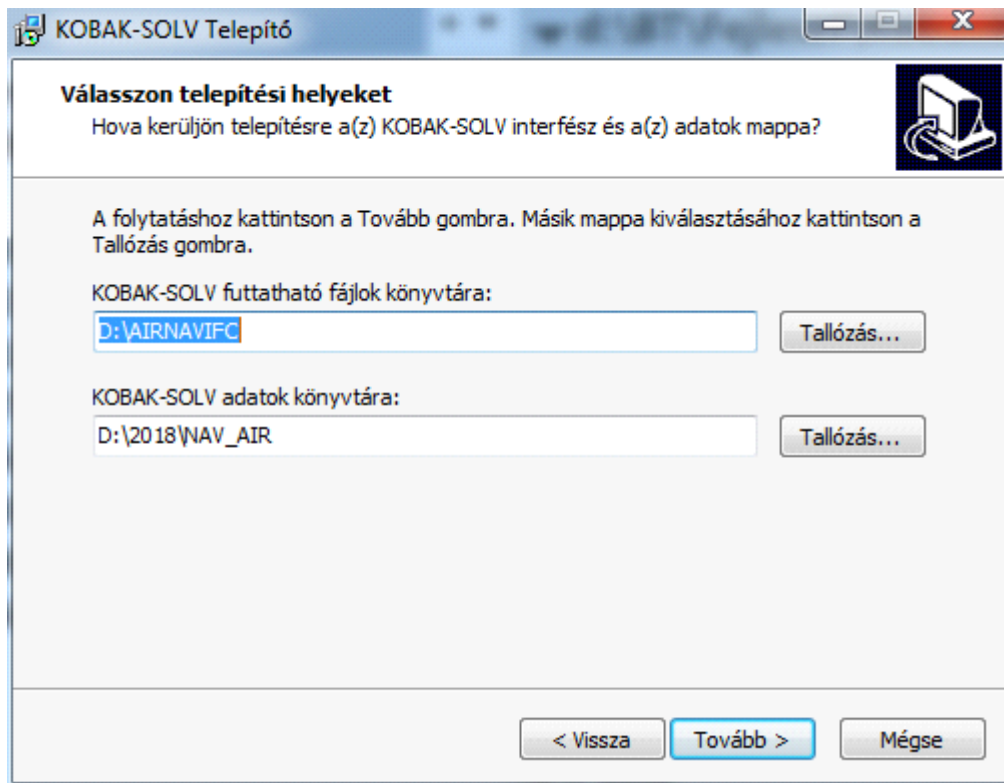 KOBAK-SOLV Telepítő
Válasszon telepítési helyeket
Hova kerüljön telepítésre a(z) KOBAK-SOLV interfész és a(z) adatok mappa?
A folytatáshoz kattintson a Tovább gombra. Másik mappa kiválasztásához kattintson a
Tallózás gombra.
KOBAK-SOLV futtatható fájlok könyvtára:
D:\AIRNAVIFC
Tallózás...
KOBAK-SOLV adatok könyvtára:
D:\2018\NAV_AIR
Tallózás...
< Vissza
Tovább >
Mégse